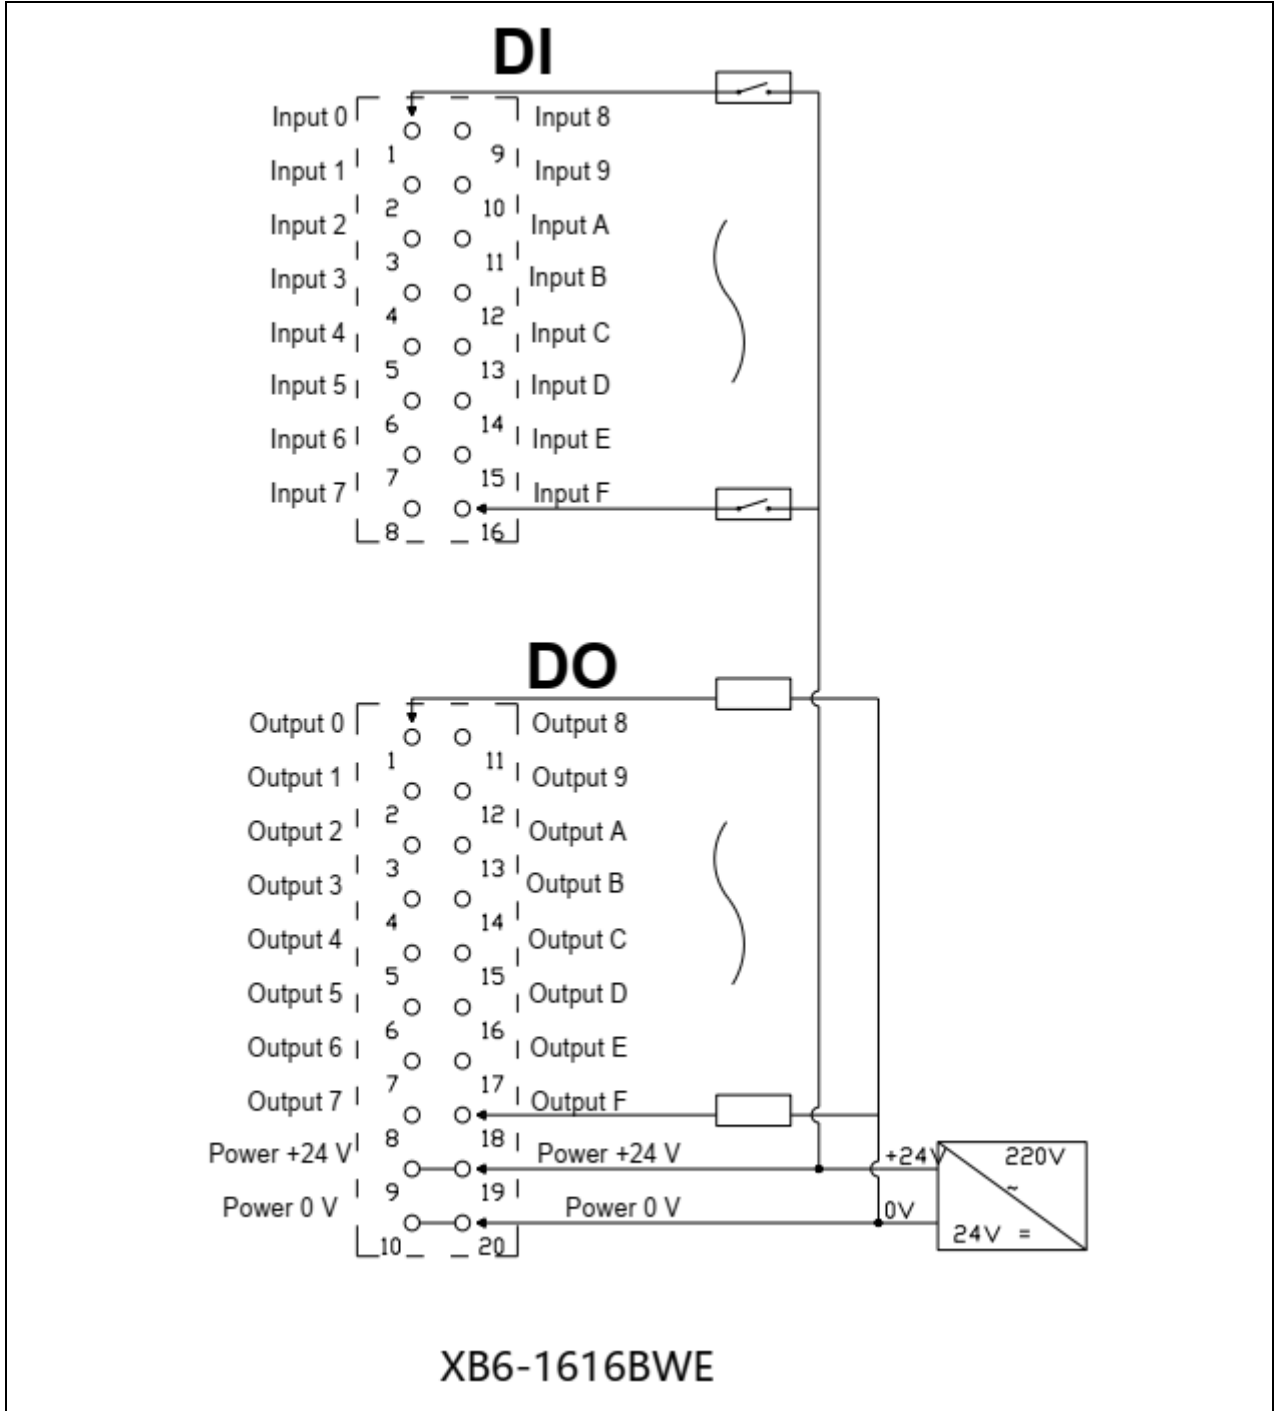 DI
Input 0 Input 8
1 9
Input 1 Input 9
2 10
Input 2 Input A
3 11
Input 3 Input B
4 12
Input 4 Input C
5 13
Input 5 Input D
6 14
Input 6 Input E
7 15
Input 7 Input F
8 16
DO
Output 0 Output 8
1 11
Output 1 Output 9
2 12
Output 2 Output A
3 13
Output 3 Output B
4 14
Output 4 Output C
5 15
Output 5 Output D
6 16
Output 6 Output E
7 17
Output 7 Output F
8 18
Power +24 V Power +24 V +24V 220V
~
9 19
Power 0 V Power 0 V 0V
24V =
10 20
XB6-1616BWE